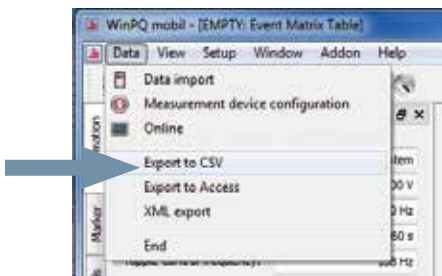 WinPQ mobil - [EMPTY: Event Matrix Table]
Data View Setup Window Addon Help
Data import
Measurement device configuration
Online
Export to CSV
Export to Access
XML export
End
Marker